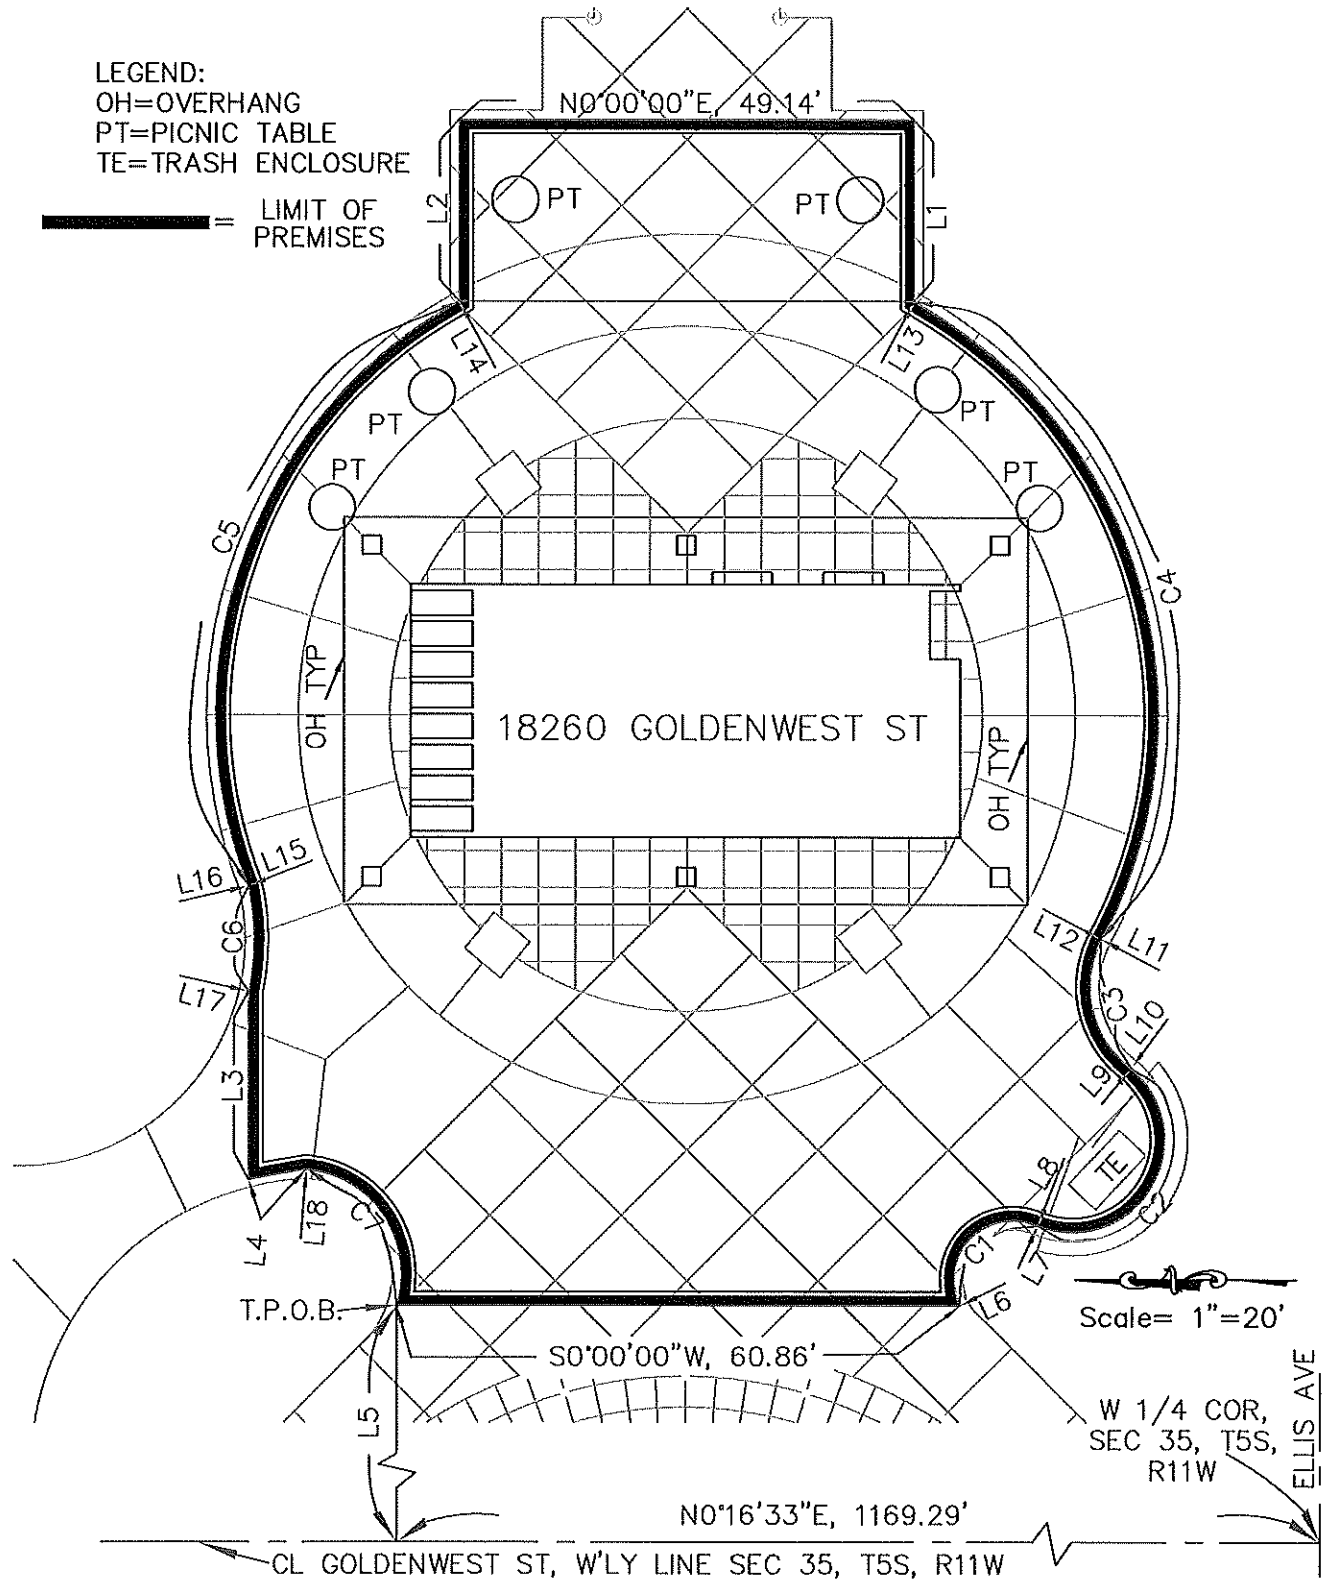 LEGEND:
OH=OVERHANG
PT=PICNIC TABLE
TE=TRASH ENCLOSURE
= LIMIT OF
PREMISES
N0°00'00"E, 49.14'
L2
PT
PT
L1
L14
L13
PT
PT
PT
PT
C5
C4
OH TYP
18260 GOLDENWEST ST
OH TYP
L16
L15
C6
L12
L11
L17
C3
L10
L3
L9
L8
TE
C2
L4
L18
C7
C1
L7
T.P.O.B.
L6
Scale= 1"=20'
S0°00'00"W, 60.86'
L5
W 1/4 COR,
SEC 35, T5S,
R11W
ELLIS AVE
N0°16'33"E, 1169.29'
CL GOLDENWEST ST, W'LY LINE SEC 35, T5S, R11W